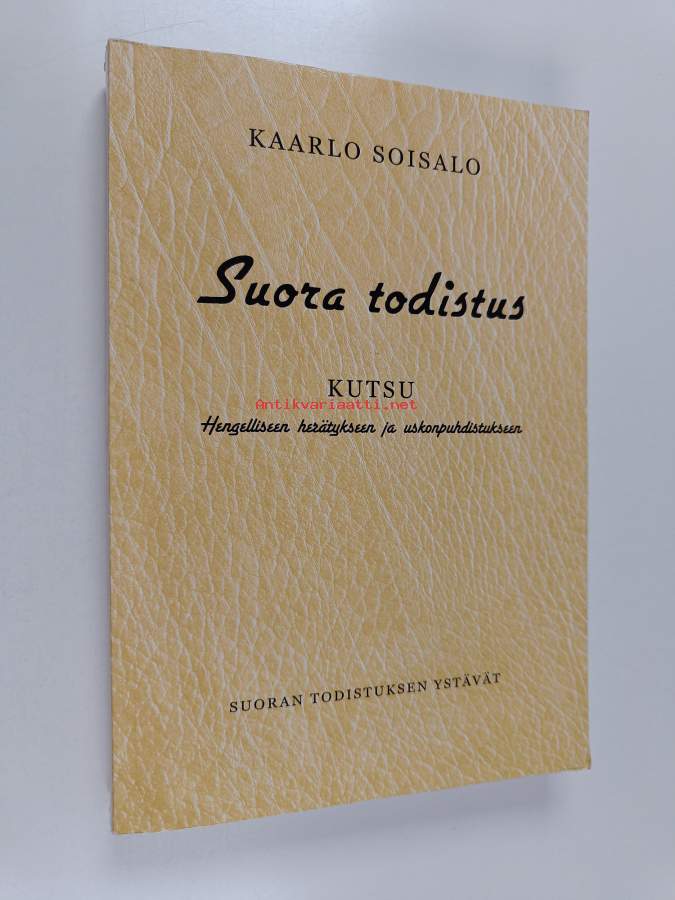 KAARLO SOISALO
Suora todistus
KUTSU
Antikvariaatti.net
Hengelliseen herätykseen ja uskonpuhdistukseen
SUORAN TODISTUKSEN YSTÄVÄT